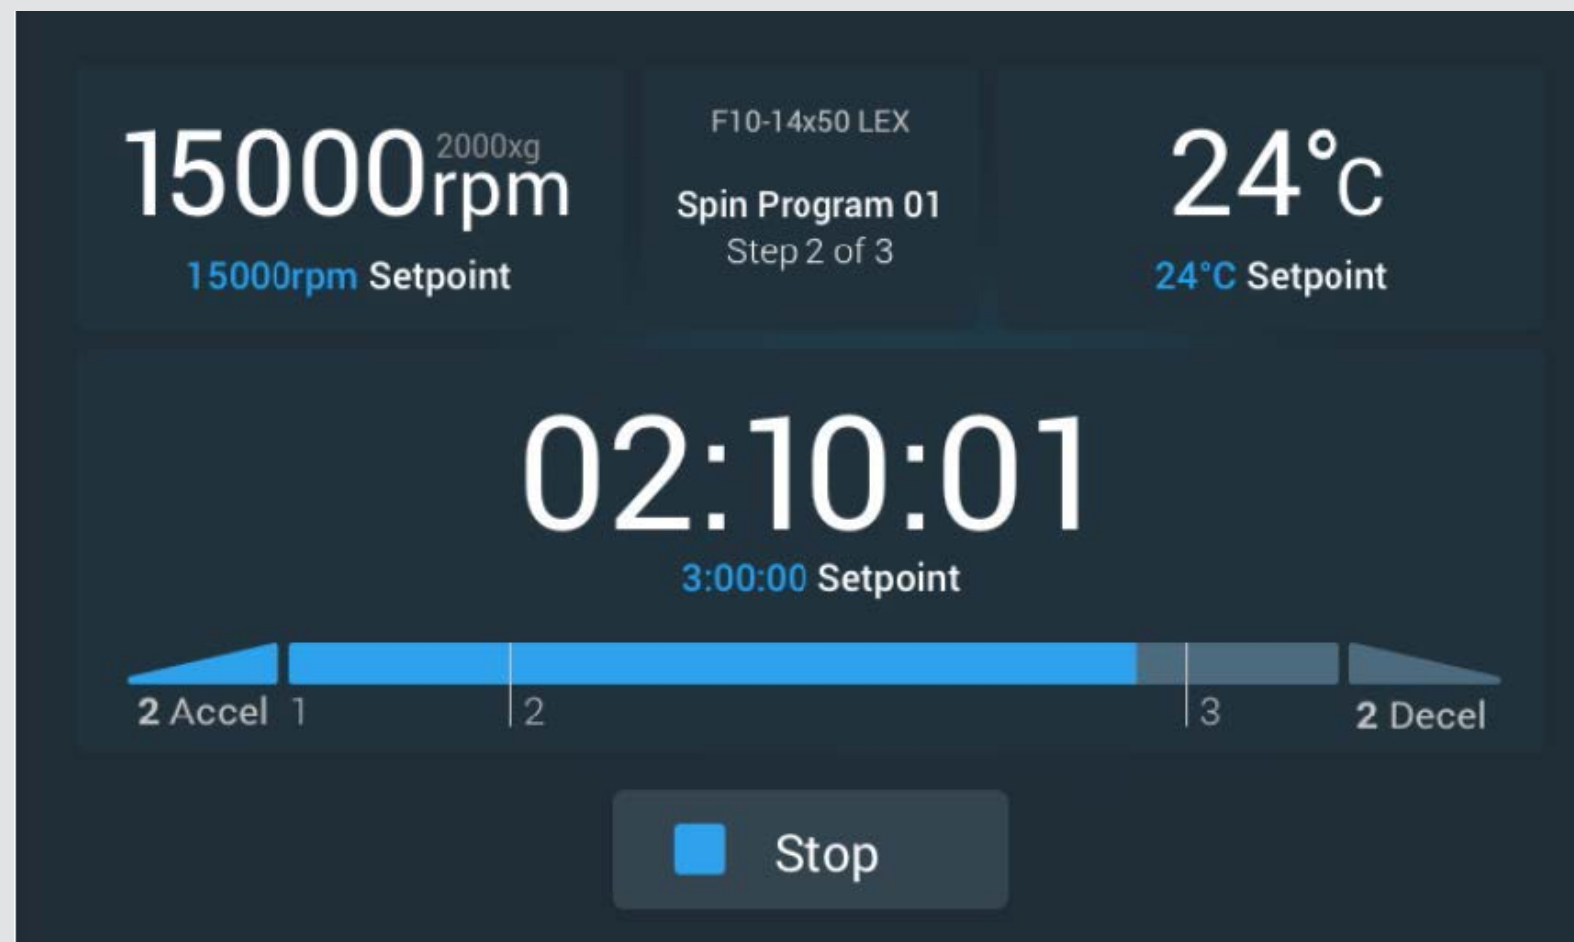 2000xg
15000rpm
15000rpm Setpoint
F10-14x50 LEX
Spin Program 01
Step 2 of 3
24°C
24°C Setpoint
02:10:01
3:00:00 Setpoint
2 Accel 1 2 3 2 Decel
Stop